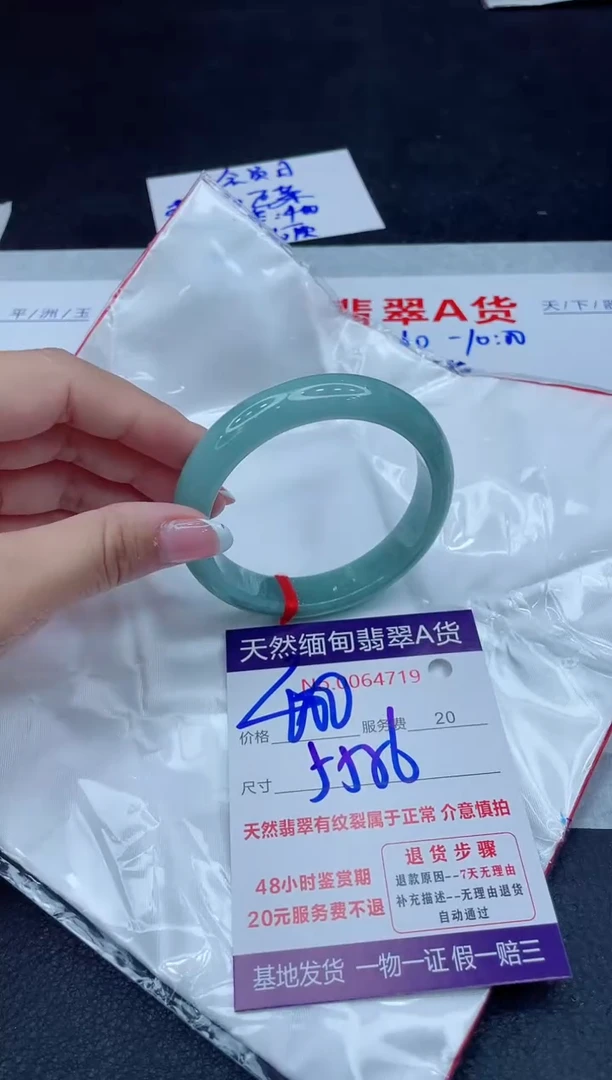 平/洲/玉
翡翠A货
天/下
-10:00
天然缅甸翡翠A货
No.0064719
价格
服务费 20
尺寸
天然翡翠有纹裂属于正常 介意慎拍
48小时鉴赏期
20元服务费不退
退货步骤
退款原因--7天无理由
补充描述--无理由退货
自动通过
基地发货 一物一证 假一赔三